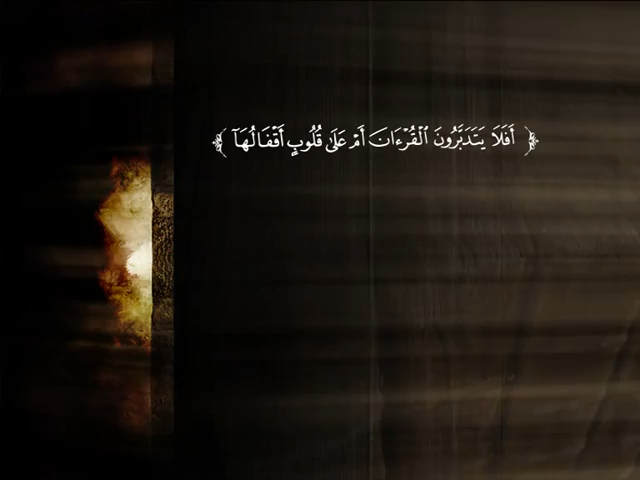 ﴿ أَفَلَا يَتَدَبَّرُونَ ٱلْقُرْءَانَ أَمْ عَلَىٰ قُلُوبٍ أَقْفَالُهَآ ﴾